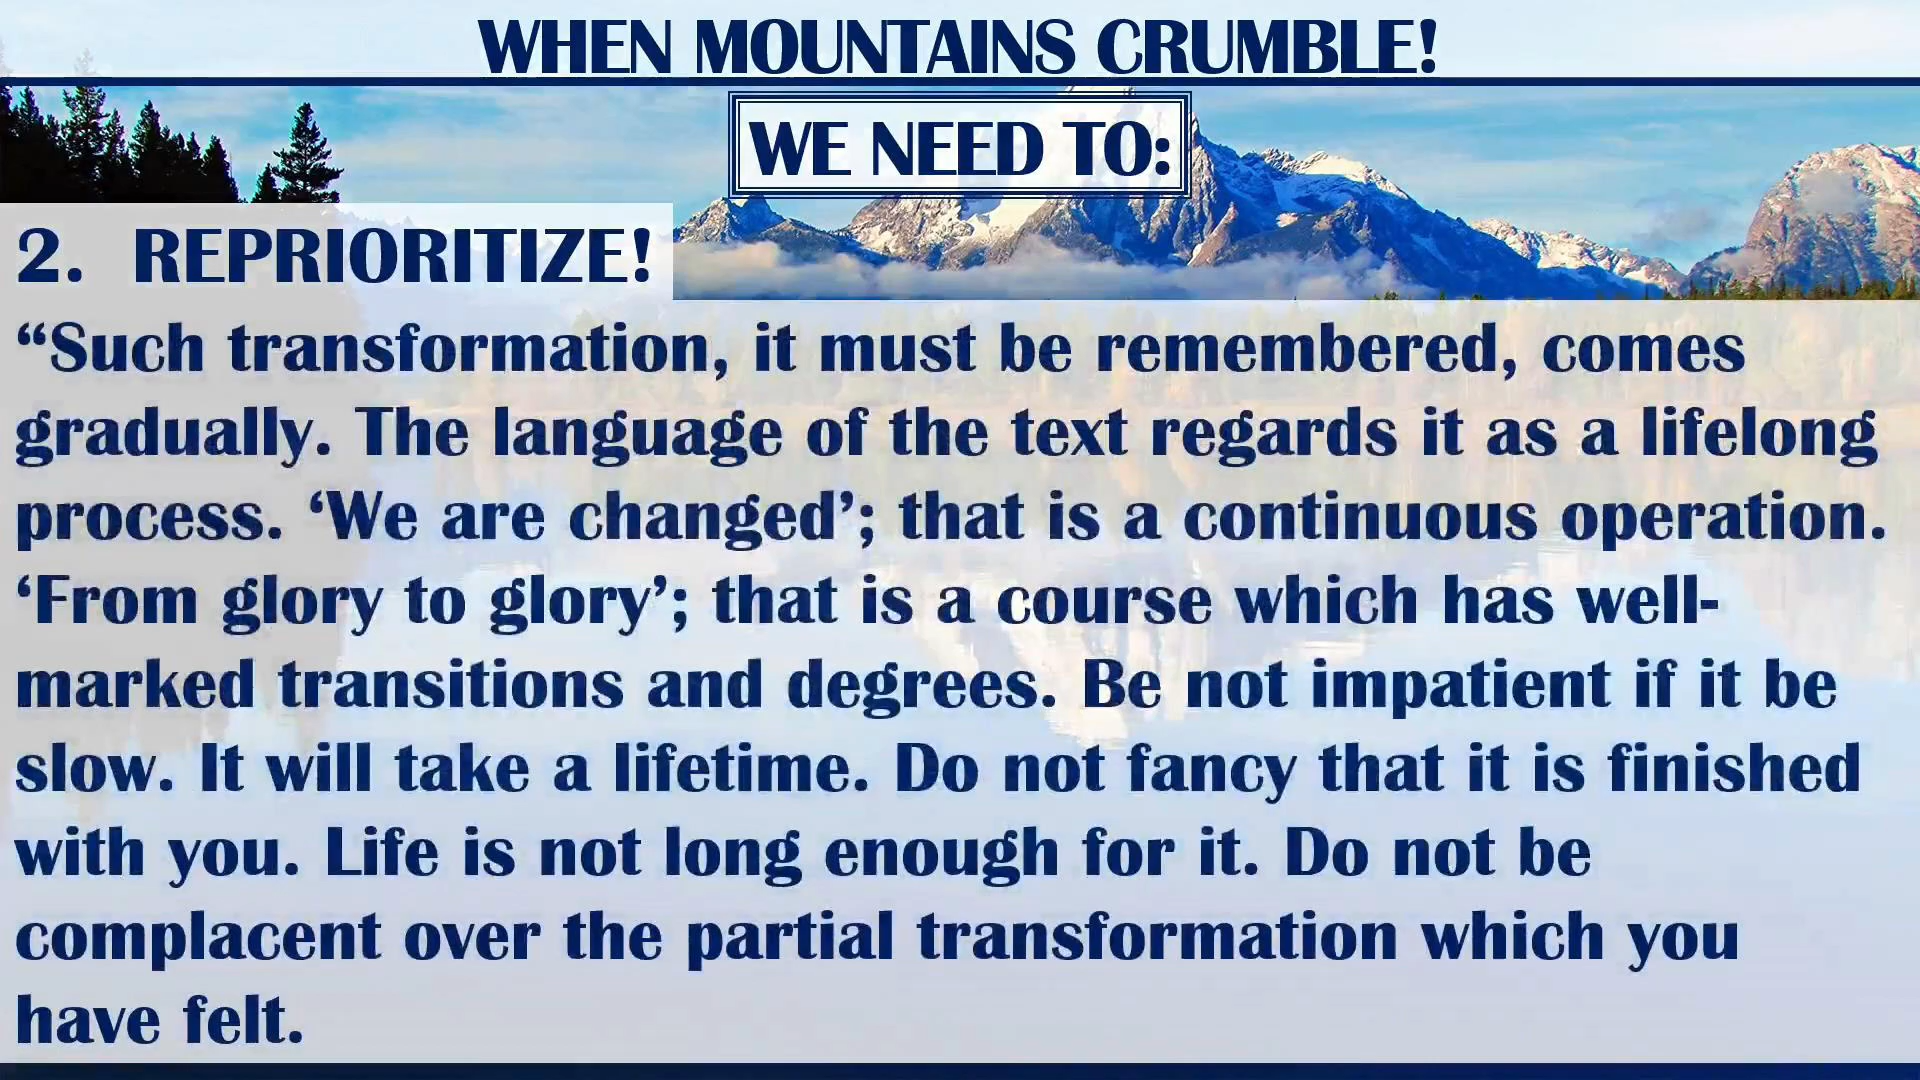 WHEN MOUNTAINS CRUMBLE!
WE NEED TO:
2. REPRIORITIZE!
“Such transformation, it must be remembered, comes
gradually. The language of the text regards it as a lifelong
process. ‘We are changed’; that is a continuous operation.
‘From glory to glory’; that is a course which has well-
marked transitions and degrees. Be not impatient if it be
slow. It will take a lifetime. Do not fancy that it is finished
with you. Life is not long enough for it. Do not be
complacent over the partial transformation which you
have felt.